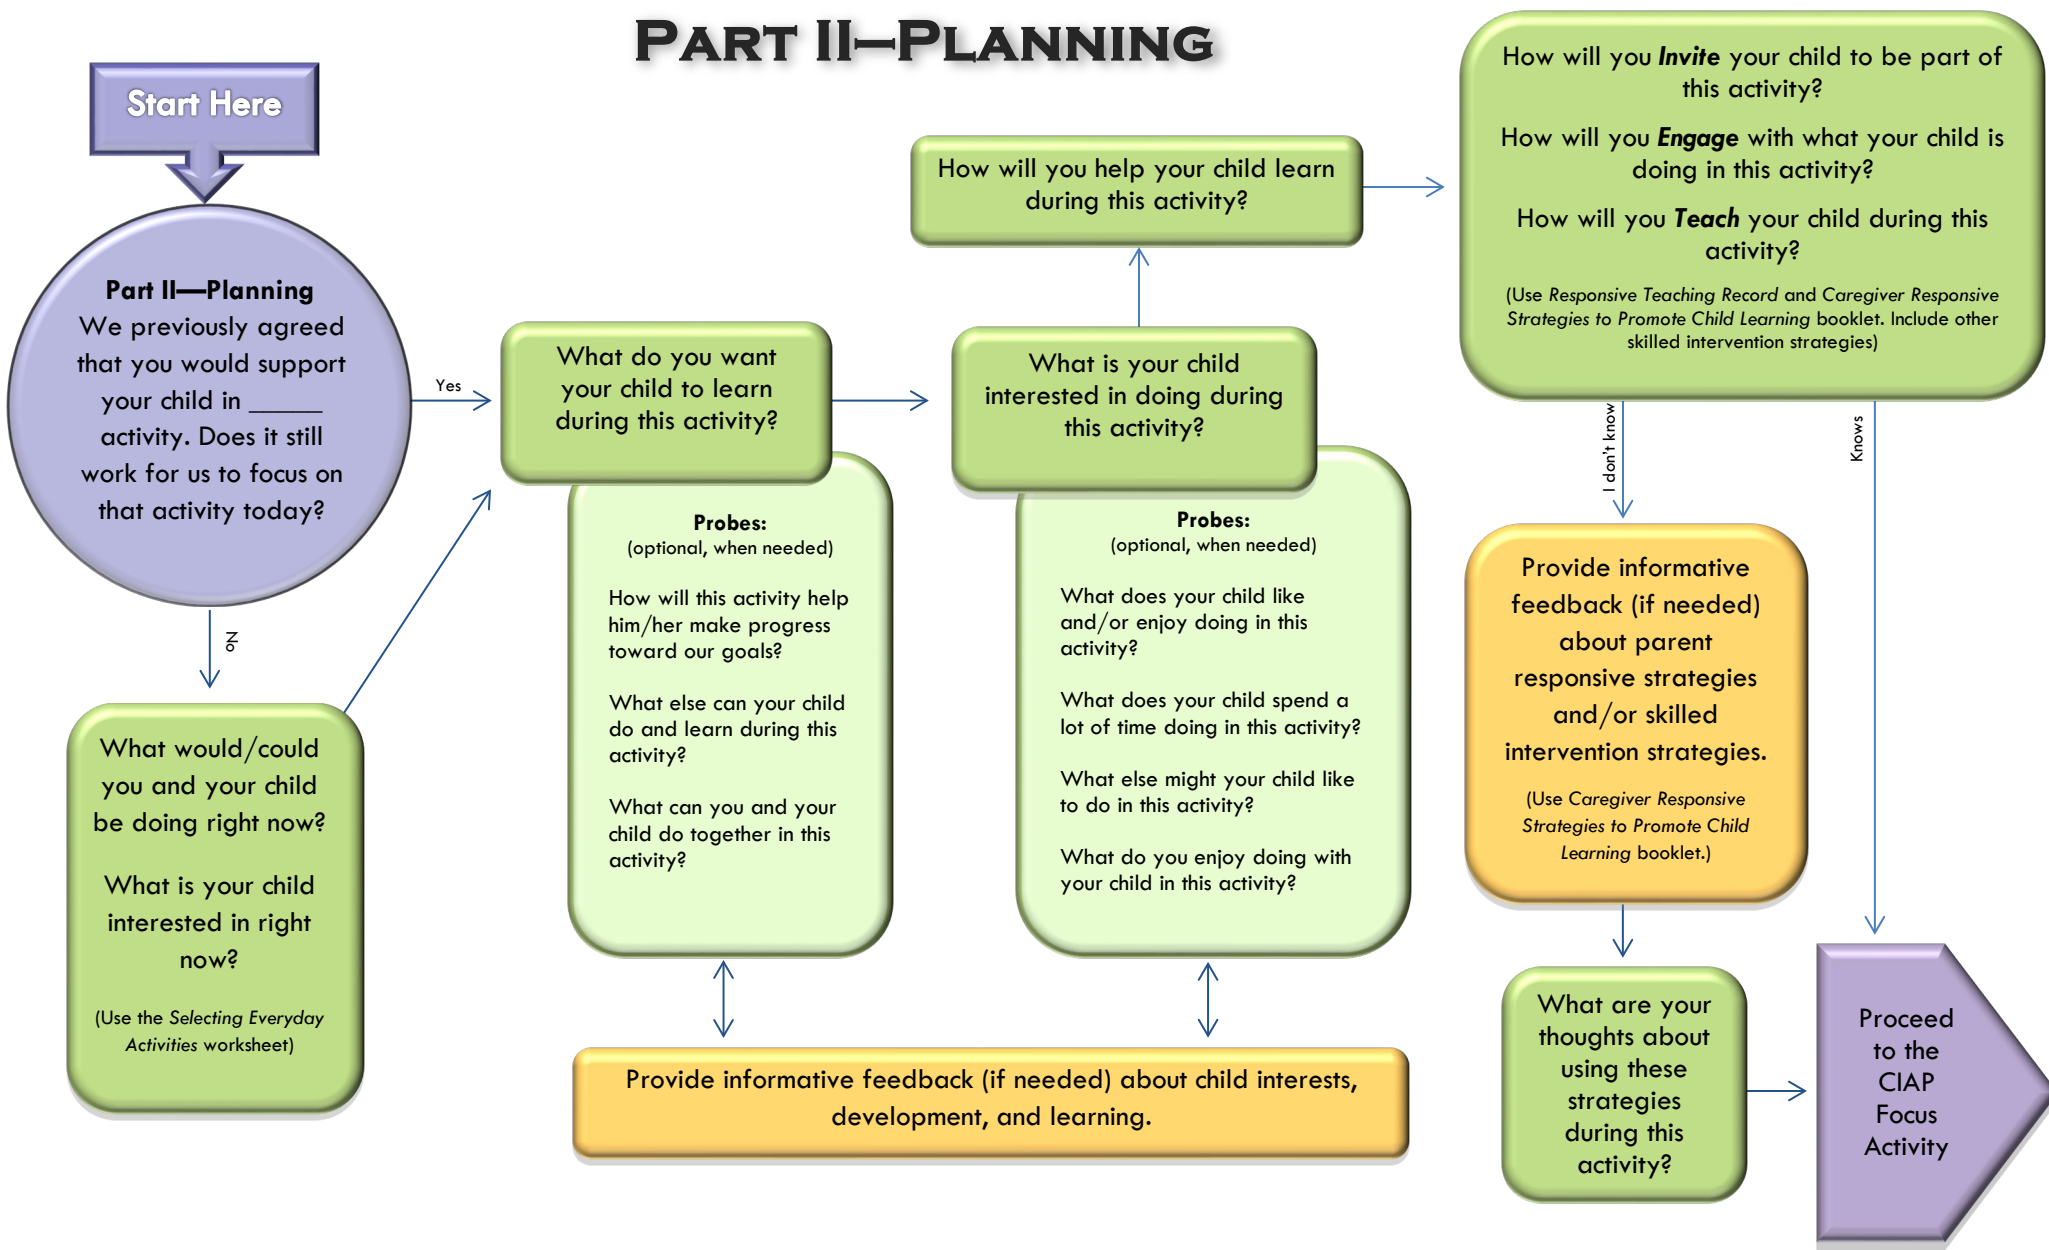 PART II—PLANNING
Start Here
Part II—Planning
We previously agreed
that you would support
your child in ______
activity. Does it still
work for us to focus on
that activity today?
Yes
No
What would/could
you and your child
be doing right now?
What is your child
interested in right
now?
(Use the Selecting Everyday
Activities worksheet)
What do you want
your child to learn
during this activity?
Probes:
(optional, when needed)
How will this activity help
him/her make progress
toward our goals?
What else can your child
do and learn during this
activity?
What can you and your
child do together in this
activity?
What is your child
interested in doing during
this activity?
Probes:
(optional, when needed)
What does your child like
and/or enjoy doing in this
activity?
What does your child spend a
lot of time doing in this activity?
What else might your child like
to do in this activity?
What do you enjoy doing with
your child in this activity?
Provide informative feedback (if needed) about child interests,
development, and learning.
How will you help your child learn
during this activity?
How will you Invite your child to be part of
this activity?
How will you Engage with what your child is
doing in this activity?
How will you Teach your child during this
activity?
(Use Responsive Teaching Record and Caregiver Responsive
Strategies to Promote Child Learning booklet. Include other
skilled intervention strategies)
I don't know
Knows
Provide informative
feedback (if needed)
about parent
responsive strategies
and/or skilled
intervention strategies.
(Use Caregiver Responsive
Strategies to Promote Child
Learning booklet.)
What are your
thoughts about
using these
strategies
during this
activity?
Proceed
to the
CIAP
Focus
Activity